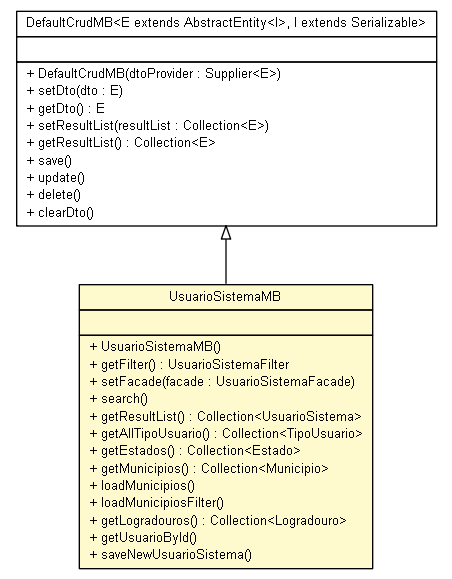 DefaultCrudMB<E extends AbstractEntity<I>, I extends Serializable>
+ DefaultCrudMB(dtoProvider : Supplier<E>)
+ setDto(dto : E)
+ getDto() : E
+ setResultList(resultList : Collection<E>)
+ getResultList() : Collection<E>
+ save()
+ update()
+ delete()
+ clearDto()
UsuarioSistemaMB
+ UsuarioSistemaMB()
+ getFilter() : UsuarioSistemaFilter
+ setFacade(facade : UsuarioSistemaFacade)
+ search()
+ getResultList() : Collection<UsuarioSistema>
+ getAllTipoUsuario() : Collection<TipoUsuario>
+ getEstados() : Collection<Estado>
+ getMunicipios() : Collection<Municipio>
+ loadMunicipios()
+ loadMunicipiosFilter()
+ getLogradouros() : Collection<Logradouro>
+ getUsuarioById()
+ saveNewUsuarioSistema()